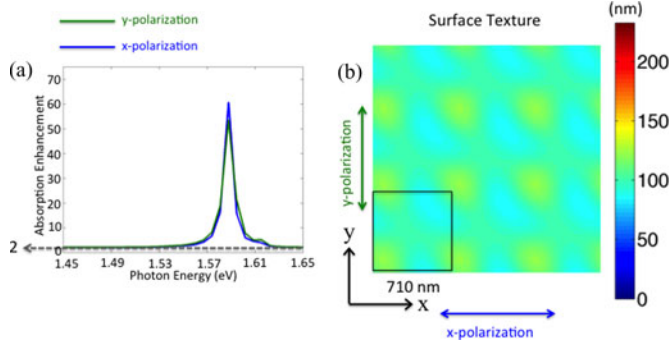 y-polarization
x-polarization
(a)
Absorption Enhancement
70
60
50
40
30
20
10
0
2
1.45
1.49
1.53
1.57
1.61
1.65
Photon Energy (eV)
Surface Texture
(b)
y-polarization
y
x
710 nm
x-polarization
(nm)
200
150
100
50
0